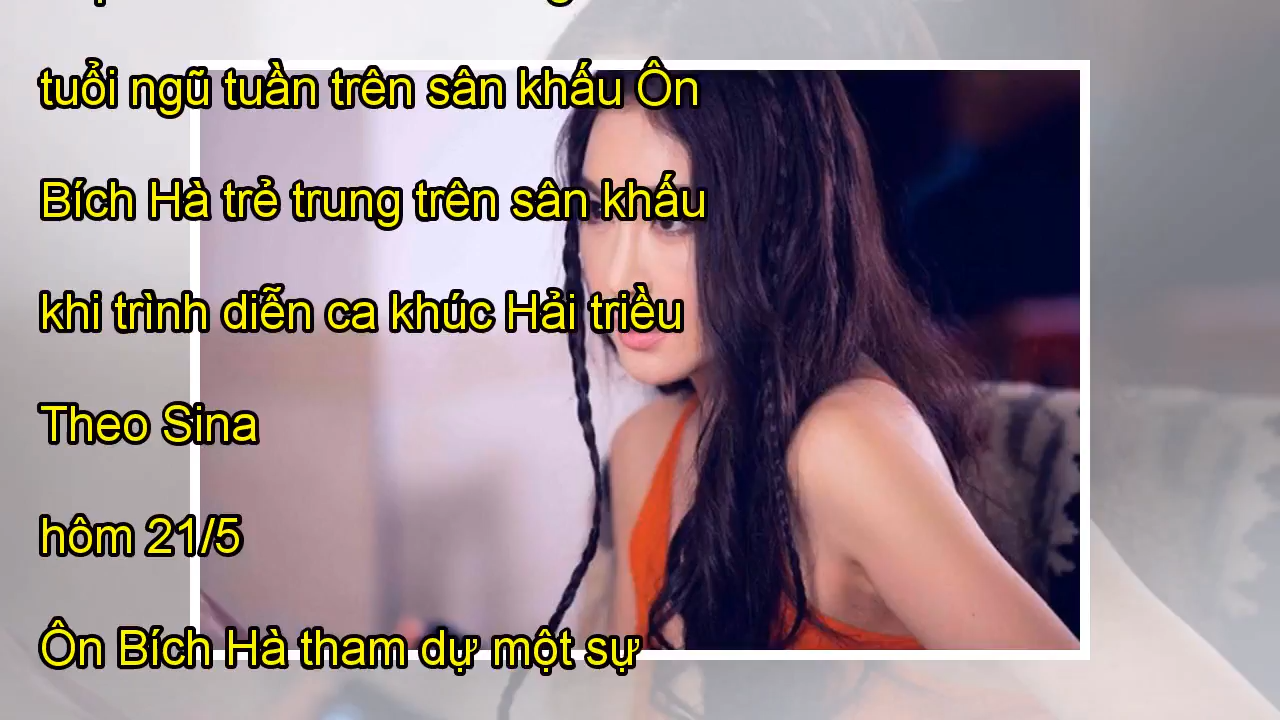 tuổi ngũ tuần trên sân khấu Ôn
Bích Hà trẻ trung trên sân khấu
khi trình diễn ca khúc Hải triều
Theo Sina
hôm 21/5
Ôn Bích Hà tham dự một sự